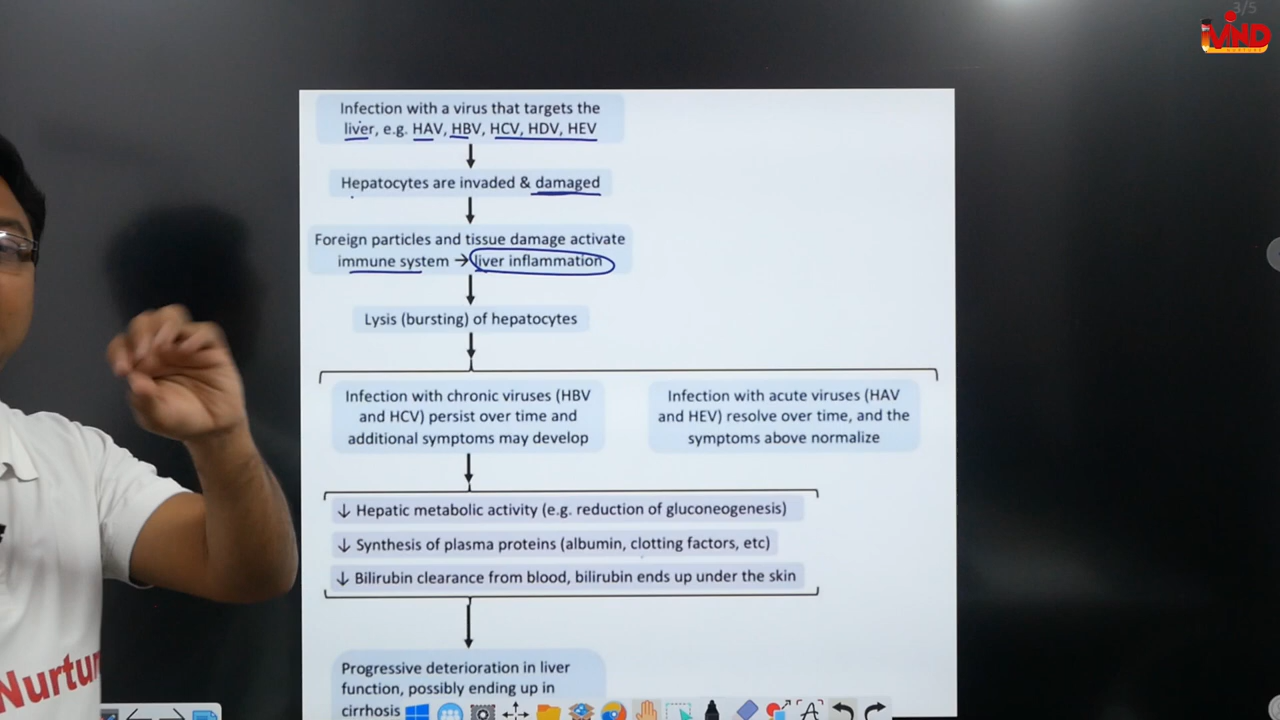 3/5
MIND
NURTURE
Infection with a virus that targets the
liver, e.g. HAV, HBV, HCV, HDV, HEV
Hepatocytes are invaded & damaged
Foreign particles and tissue damage activate
immune system → liver inflammation
Lysis (bursting) of hepatocytes
Infection with chronic viruses (HBV
and HCV) persist over time and
additional symptoms may develop
Infection with acute viruses (HAV
and HEV) resolve over time, and the
symptoms above normalize
↓ Hepatic metabolic activity (e.g. reduction of gluconeogenesis)
↓ Synthesis of plasma proteins (albumin, clotting factors, etc)
↓ Bilirubin clearance from blood, bilirubin ends up under the skin
Progressive deterioration in liver
function, possibly ending up in
cirrhosis
Nurtur